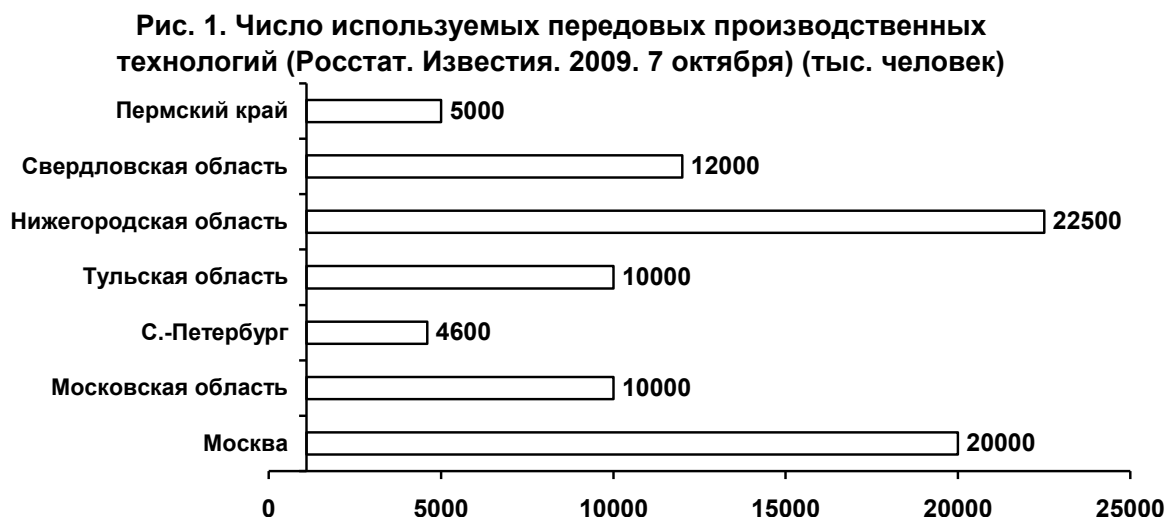 Рис. 1. Число используемых передовых производственных
технологий (Росстат. Известия. 2009. 7 октября) (тыс. человек)
Пермский край 5000
Свердловская область 12000
Нижегородская область 22500
Тульская область 10000
С.-Петербург 4600
Московская область 10000
Москва 20000
0 5000 10000 15000 20000 25000